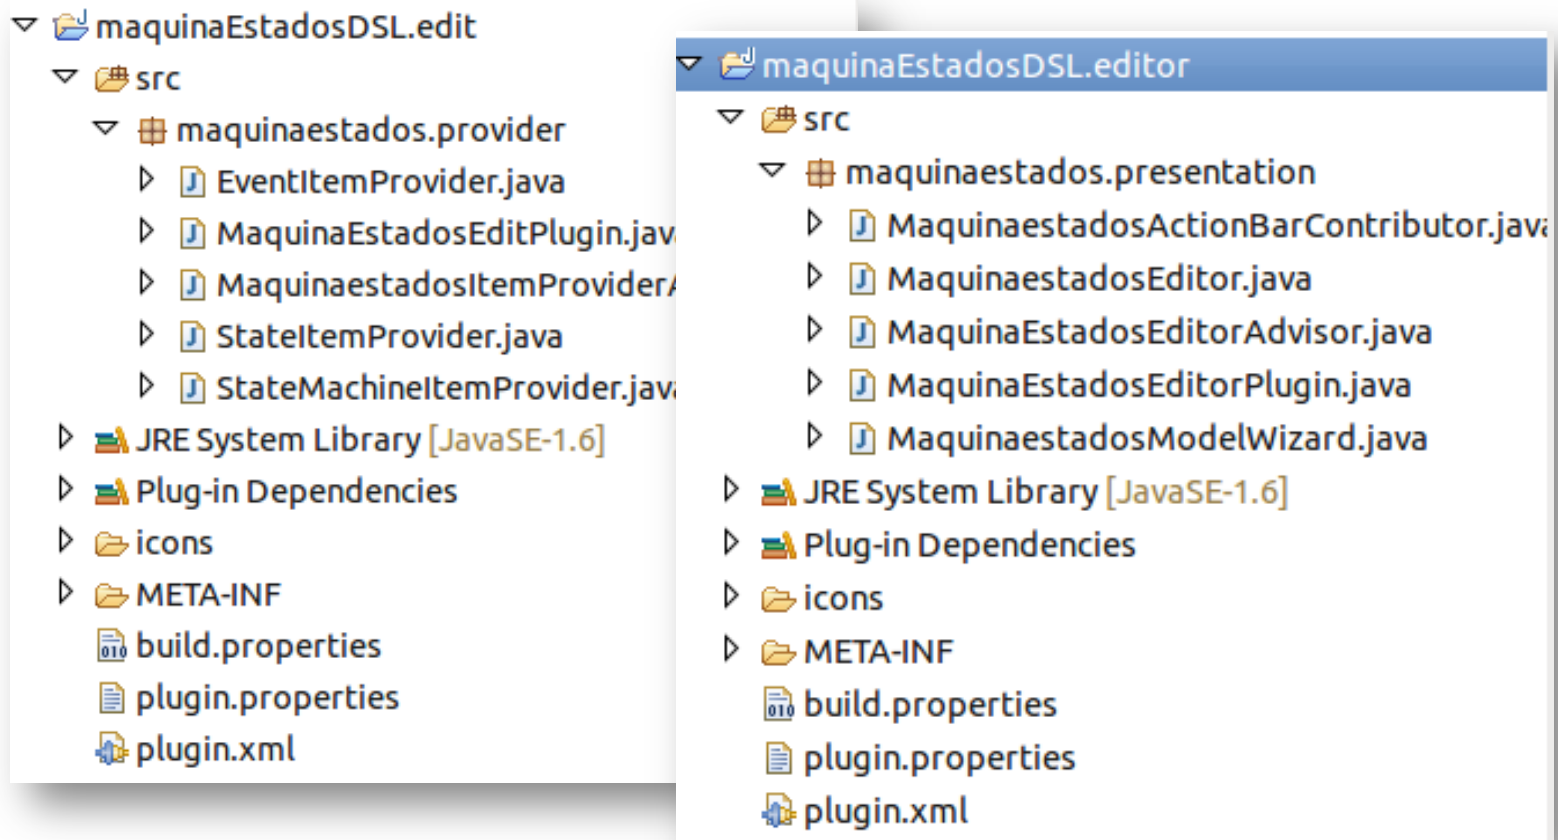 maquinaEstadosDSL.edit
src
maquinaestados.provider
EventItemProvider.java
MaquinaEstadosEditPlugin.jav
MaquinaestadosItemProvider
StateItemProvider.java
StateMachineItemProvider.java
JRE System Library [JavaSE-1.6]
Plug-in Dependencies
icons
META-INF
build.properties
plugin.properties
plugin.xml
maquinaEstadosDSL.editor
src
maquinaestados.presentation
MaquinaestadosActionBarContributor.java
MaquinaestadosEditor.java
MaquinaEstadosEditorAdvisor.java
MaquinaEstadosEditorPlugin.java
MaquinaestadosModelWizard.java
JRE System Library [JavaSE-1.6]
Plug-in Dependencies
icons
META-INF
build.properties
plugin.properties
plugin.xml